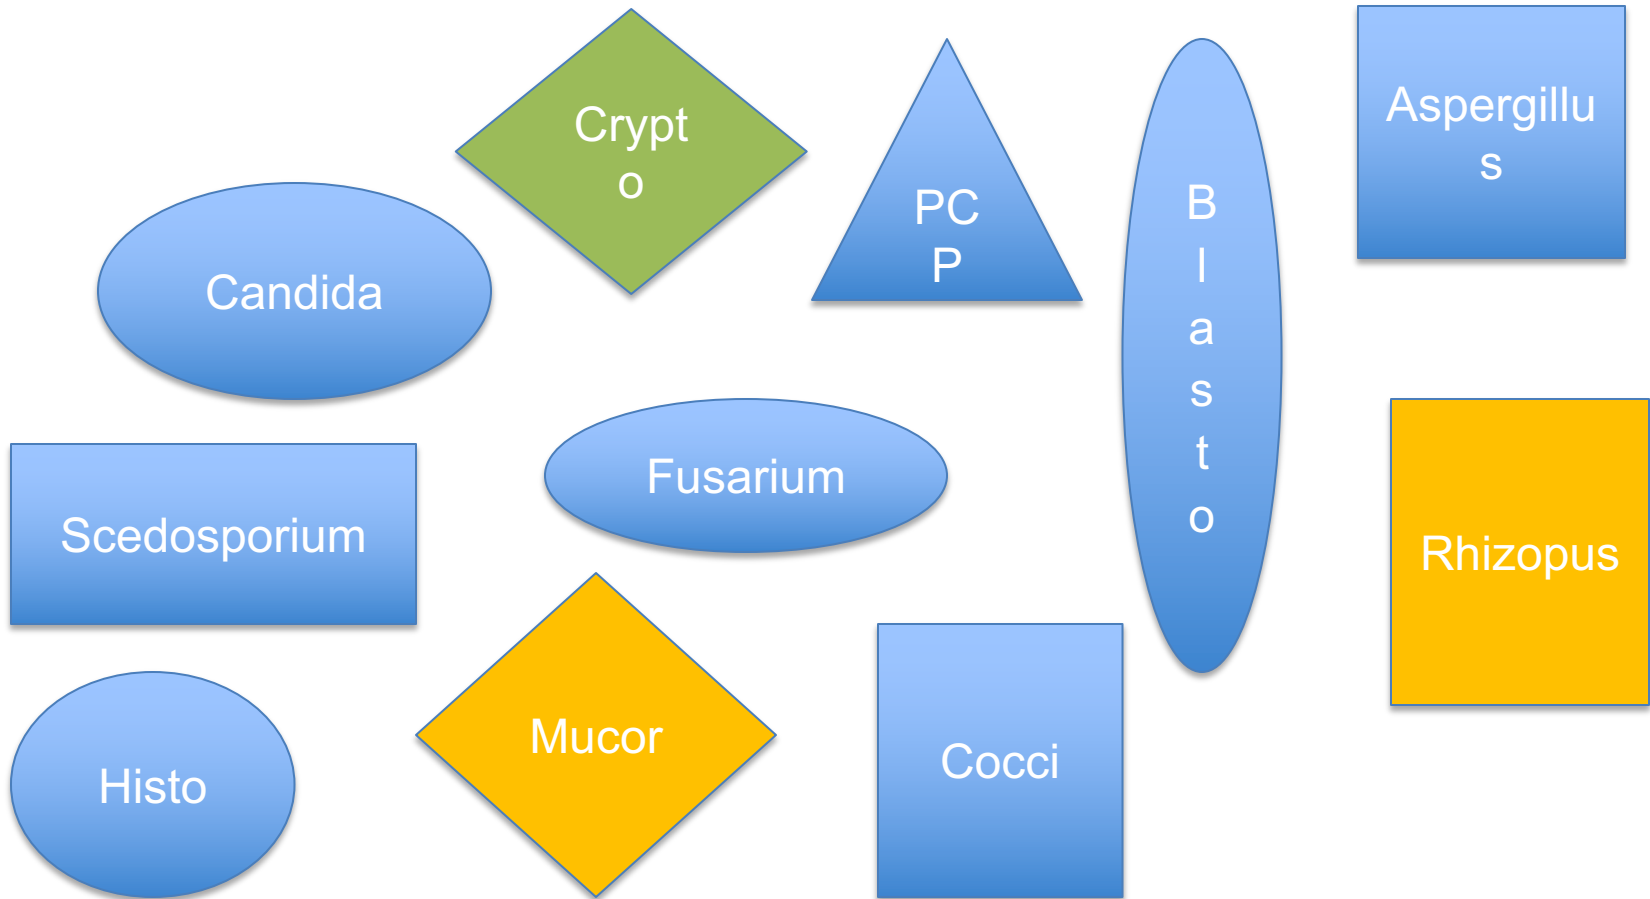 Crypt
o
PC
P
B
l
a
s
t
o
Aspergillu
s
Candida
Fusarium
Scedosporium
Rhizopus
Mucor
Cocci
Histo